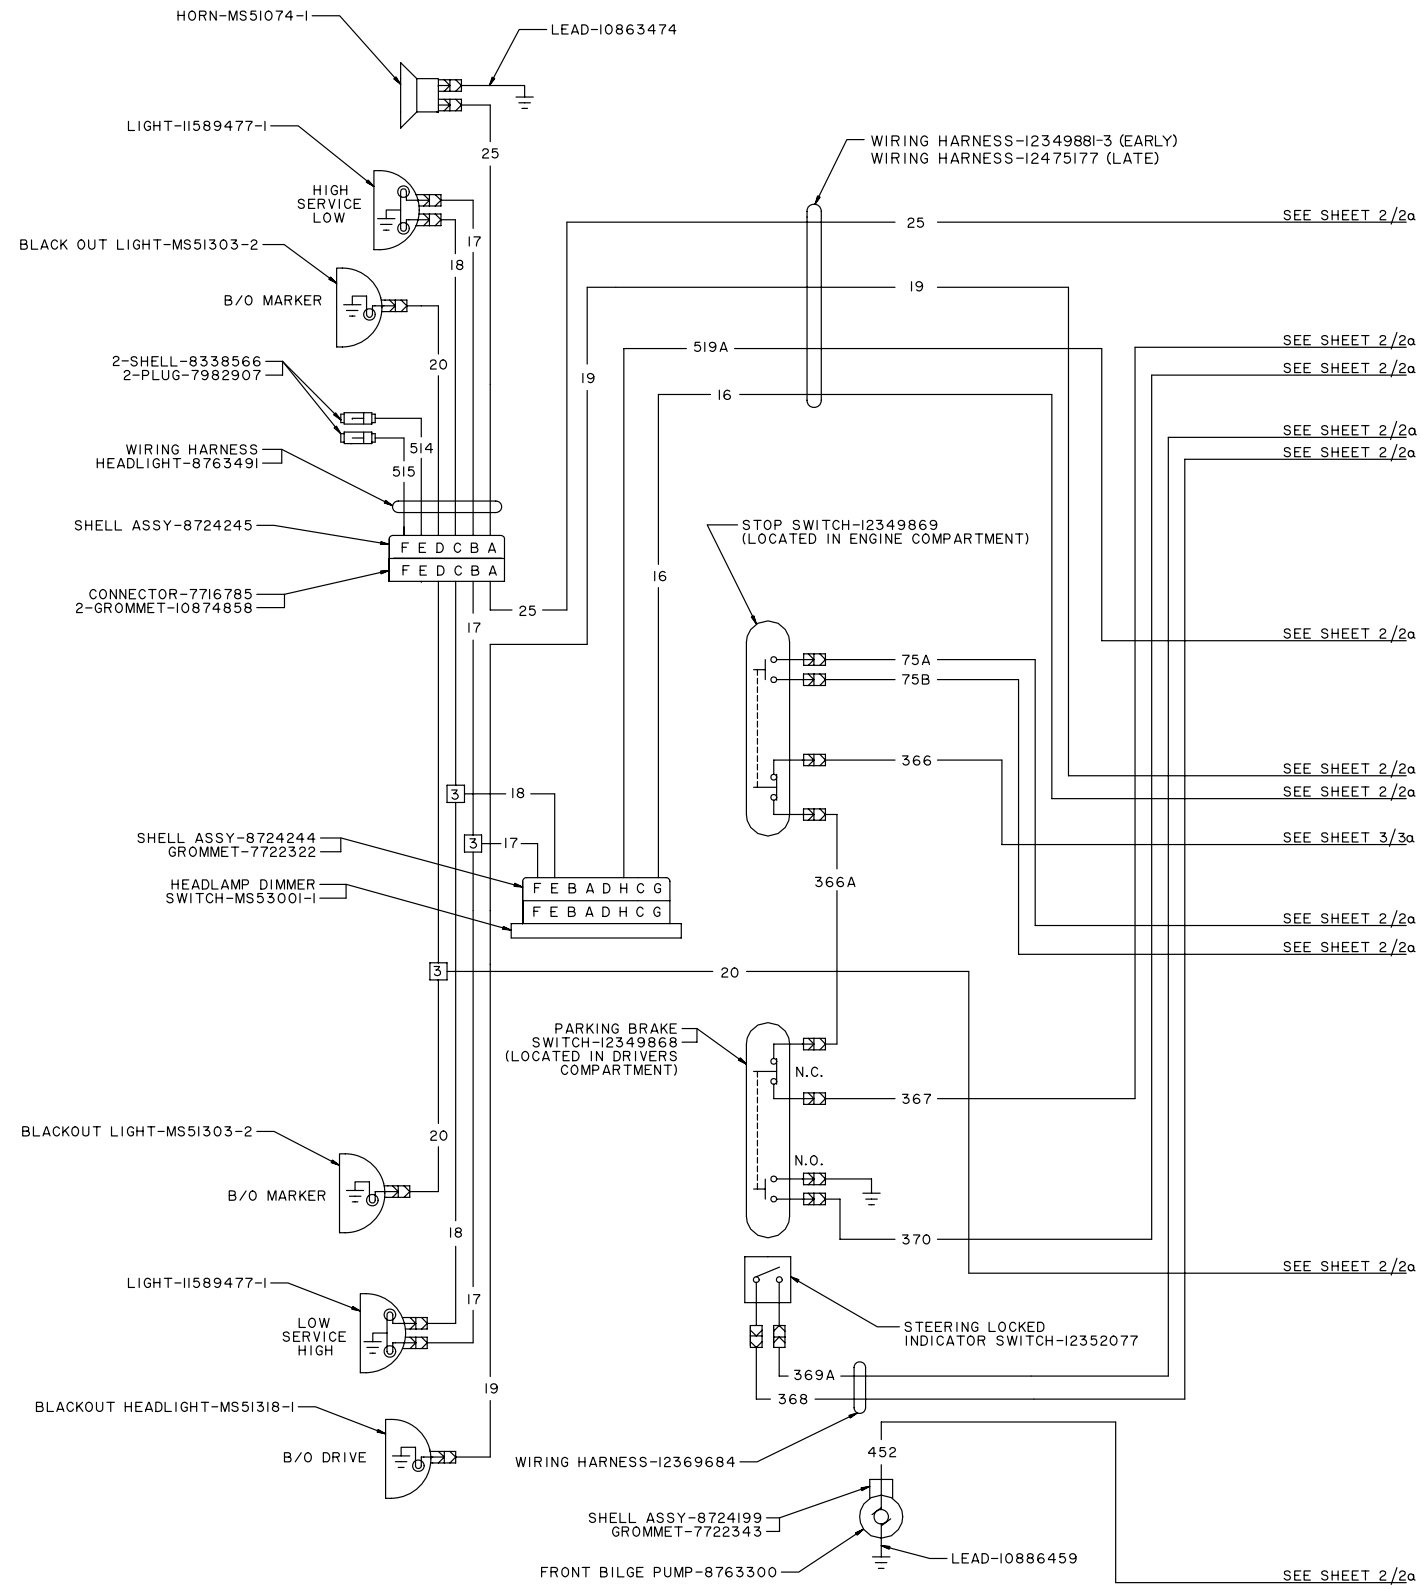 HORN-MS51074-1
LEAD-10863474
LIGHT-11589477-1
25
WIRING HARNESS-12349881-3 (EARLY)
WIRING HARNESS-12475177 (LATE)
HIGH
SERVICE
LOW
17
18
25
SEE SHEET 2/2a
BLACK OUT LIGHT-MS51303-2
B/O MARKER
19
20
519A
SEE SHEET 2/2a
2-SHELL-8338566
2-PLUG-7982907
19
SEE SHEET 2/2a
16
514
515
SEE SHEET 2/2a
SEE SHEET 2/2a
WIRING HARNESS
HEADLIGHT-8763491
SHELL ASSY-8724245
F E D C B A
F E D C B A
STOP SWITCH-12349869
(LOCATED IN ENGINE COMPARTMENT)
CONNECTOR-7716785
2-GROMMET-10874858
16
25
17
SEE SHEET 2/2a
75A
75B
366
SEE SHEET 2/2a
SEE SHEET 2/2a
3
18
SHELL ASSY-8724244
GROMMET-7722322
3
17
SEE SHEET 3/3a
HEADLAMP DIMMER
SWITCH-MS53001-1
F E B A D H C G
F E B A D H C G
366A
SEE SHEET 2/2a
SEE SHEET 2/2a
3
20
PARKING BRAKE
SWITCH-12349868
(LOCATED IN DRIVERS
COMPARTMENT)
N.C.
367
BLACKOUT LIGHT-MS51303-2
20
N.O.
B/O MARKER
18
370
SEE SHEET 2/2a
LIGHT-11589477-1
17
LOW
SERVICE
HIGH
STEERING LOCKED
INDICATOR SWITCH-12352077
369A
19
368
BLACKOUT HEADLIGHT-MS51318-1
B/O DRIVE
WIRING HARNESS-12369684
452
SHELL ASSY-8724199
GROMMET-7722343
LEAD-10886459
FRONT BILGE PUMP-8763300
SEE SHEET 2/2a